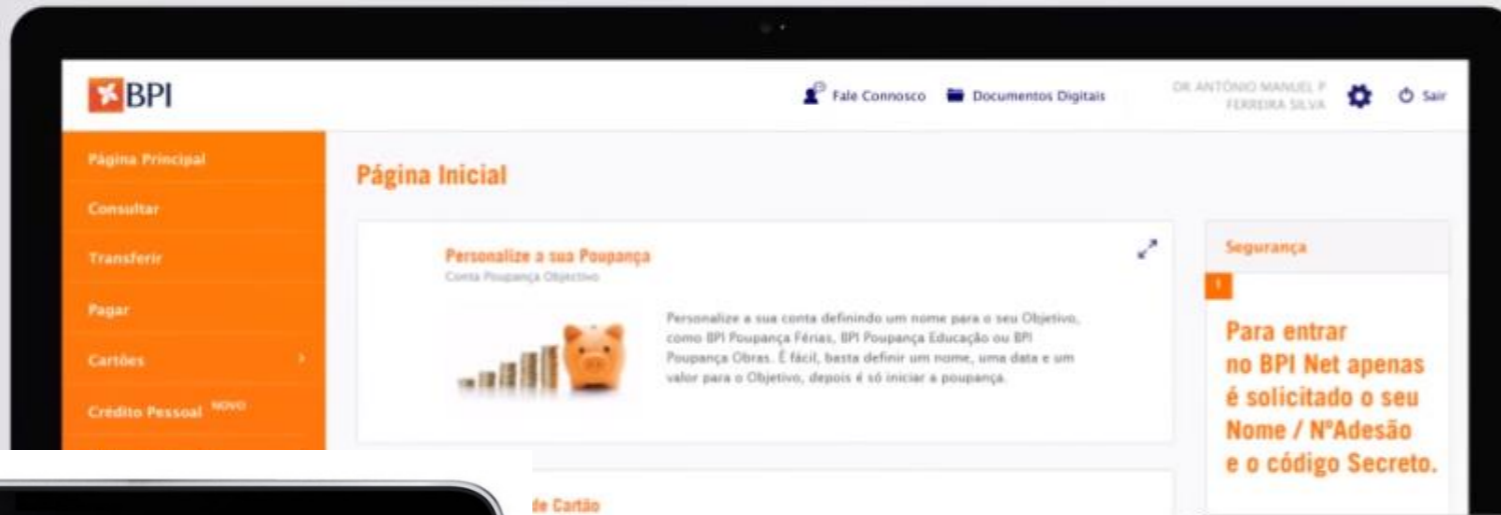 BPI
Fale Connosco
Documentos Digitais
DR ANTÓNIO MANUEL P
FERREIRA SILVA
Sair
Página Principal
Consultar
Transferir
Pagar
Cartões
Crédito Pessoal NOVO
Página Inicial
Personalize a sua Poupança
Conta Poupança Objectivo
Personalize a sua conta definindo um nome para o seu Objetivo,
como BPI Poupança Férias, BPI Poupança Educação ou BPI
Poupança Obras. É fácil, basta definir um nome, uma data e um
valor para o Objetivo, depois é só iniciar a poupança.
de Cartão
Segurança
1
Para entrar
no BPI Net apenas
é solicitado o seu
Nome / NºAdesão
e o código Secreto.